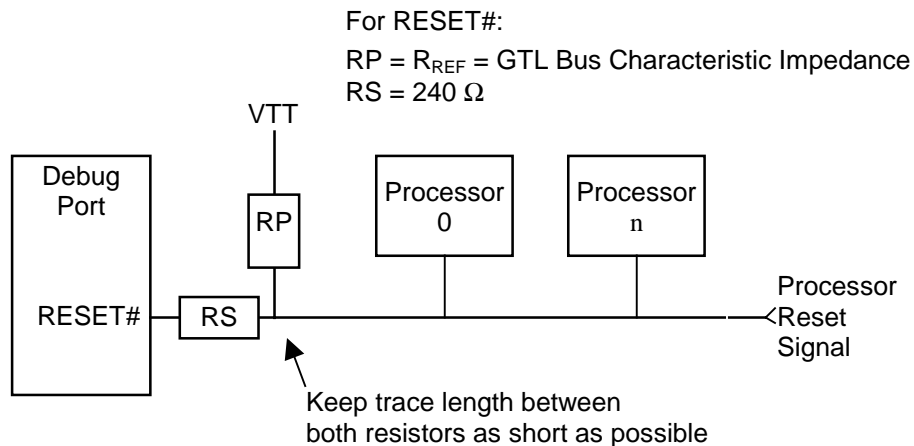 For RESET#:
RP = RREF = GTL Bus Characteristic Impedance
RS = 240 Ω
VTT
Debug
Port
RP
Processor
0
Processor
n
RESET#
RS
Processor
Reset
Signal
Keep trace length between
both resistors as short as possible